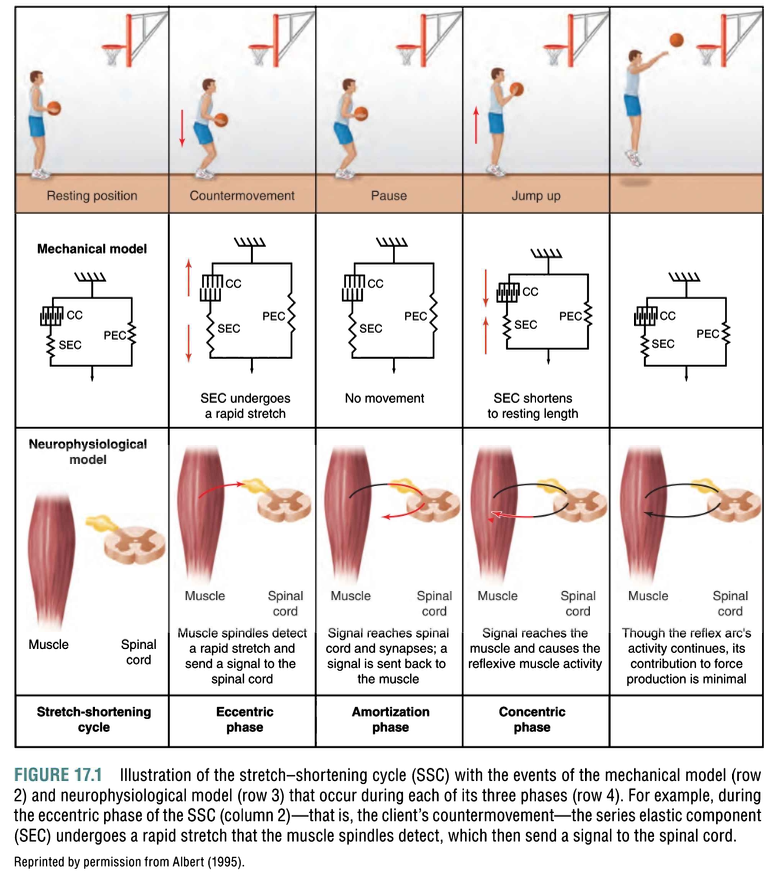 Resting position
Countermovement
Pause
Jump up
Mechanical model
CC
SEC
PEC
CC
SEC
PEC
SEC undergoes
a rapid stretch
CC
SEC
PEC
No movement
CC
SEC
PEC
SEC shortens
to resting length
CC
SEC
PEC
Neurophysiological
model
Muscle
Spinal
cord
Muscle
Spinal
cord
Muscle spindles detect
a rapid stretch and
send a signal to the
spinal cord
Muscle
Spinal
cord
Signal reaches spinal
cord and synapses; a
signal is sent back to
the muscle
Muscle
Spinal
cord
Signal reaches the
muscle and causes the
reflexive muscle activity
Muscle
Spinal
cord
Though the reflex arc's
activity continues, its
contribution to force
production is minimal
Stretch-shortening
cycle
Eccentric
phase
Amortization
phase
Concentric
phase
FIGURE 17.1 Illustration of the stretch–shortening cycle (SSC) with the events of the mechanical model (row
2) and neurophysiological model (row 3) that occur during each of its three phases (row 4). For example, during
the eccentric phase of the SSC (column 2)—that is, the client's countermovement—the series elastic component
(SEC) undergoes a rapid stretch that the muscle spindles detect, which then send a signal to the spinal cord.
Reprinted by permission from Albert (1995).